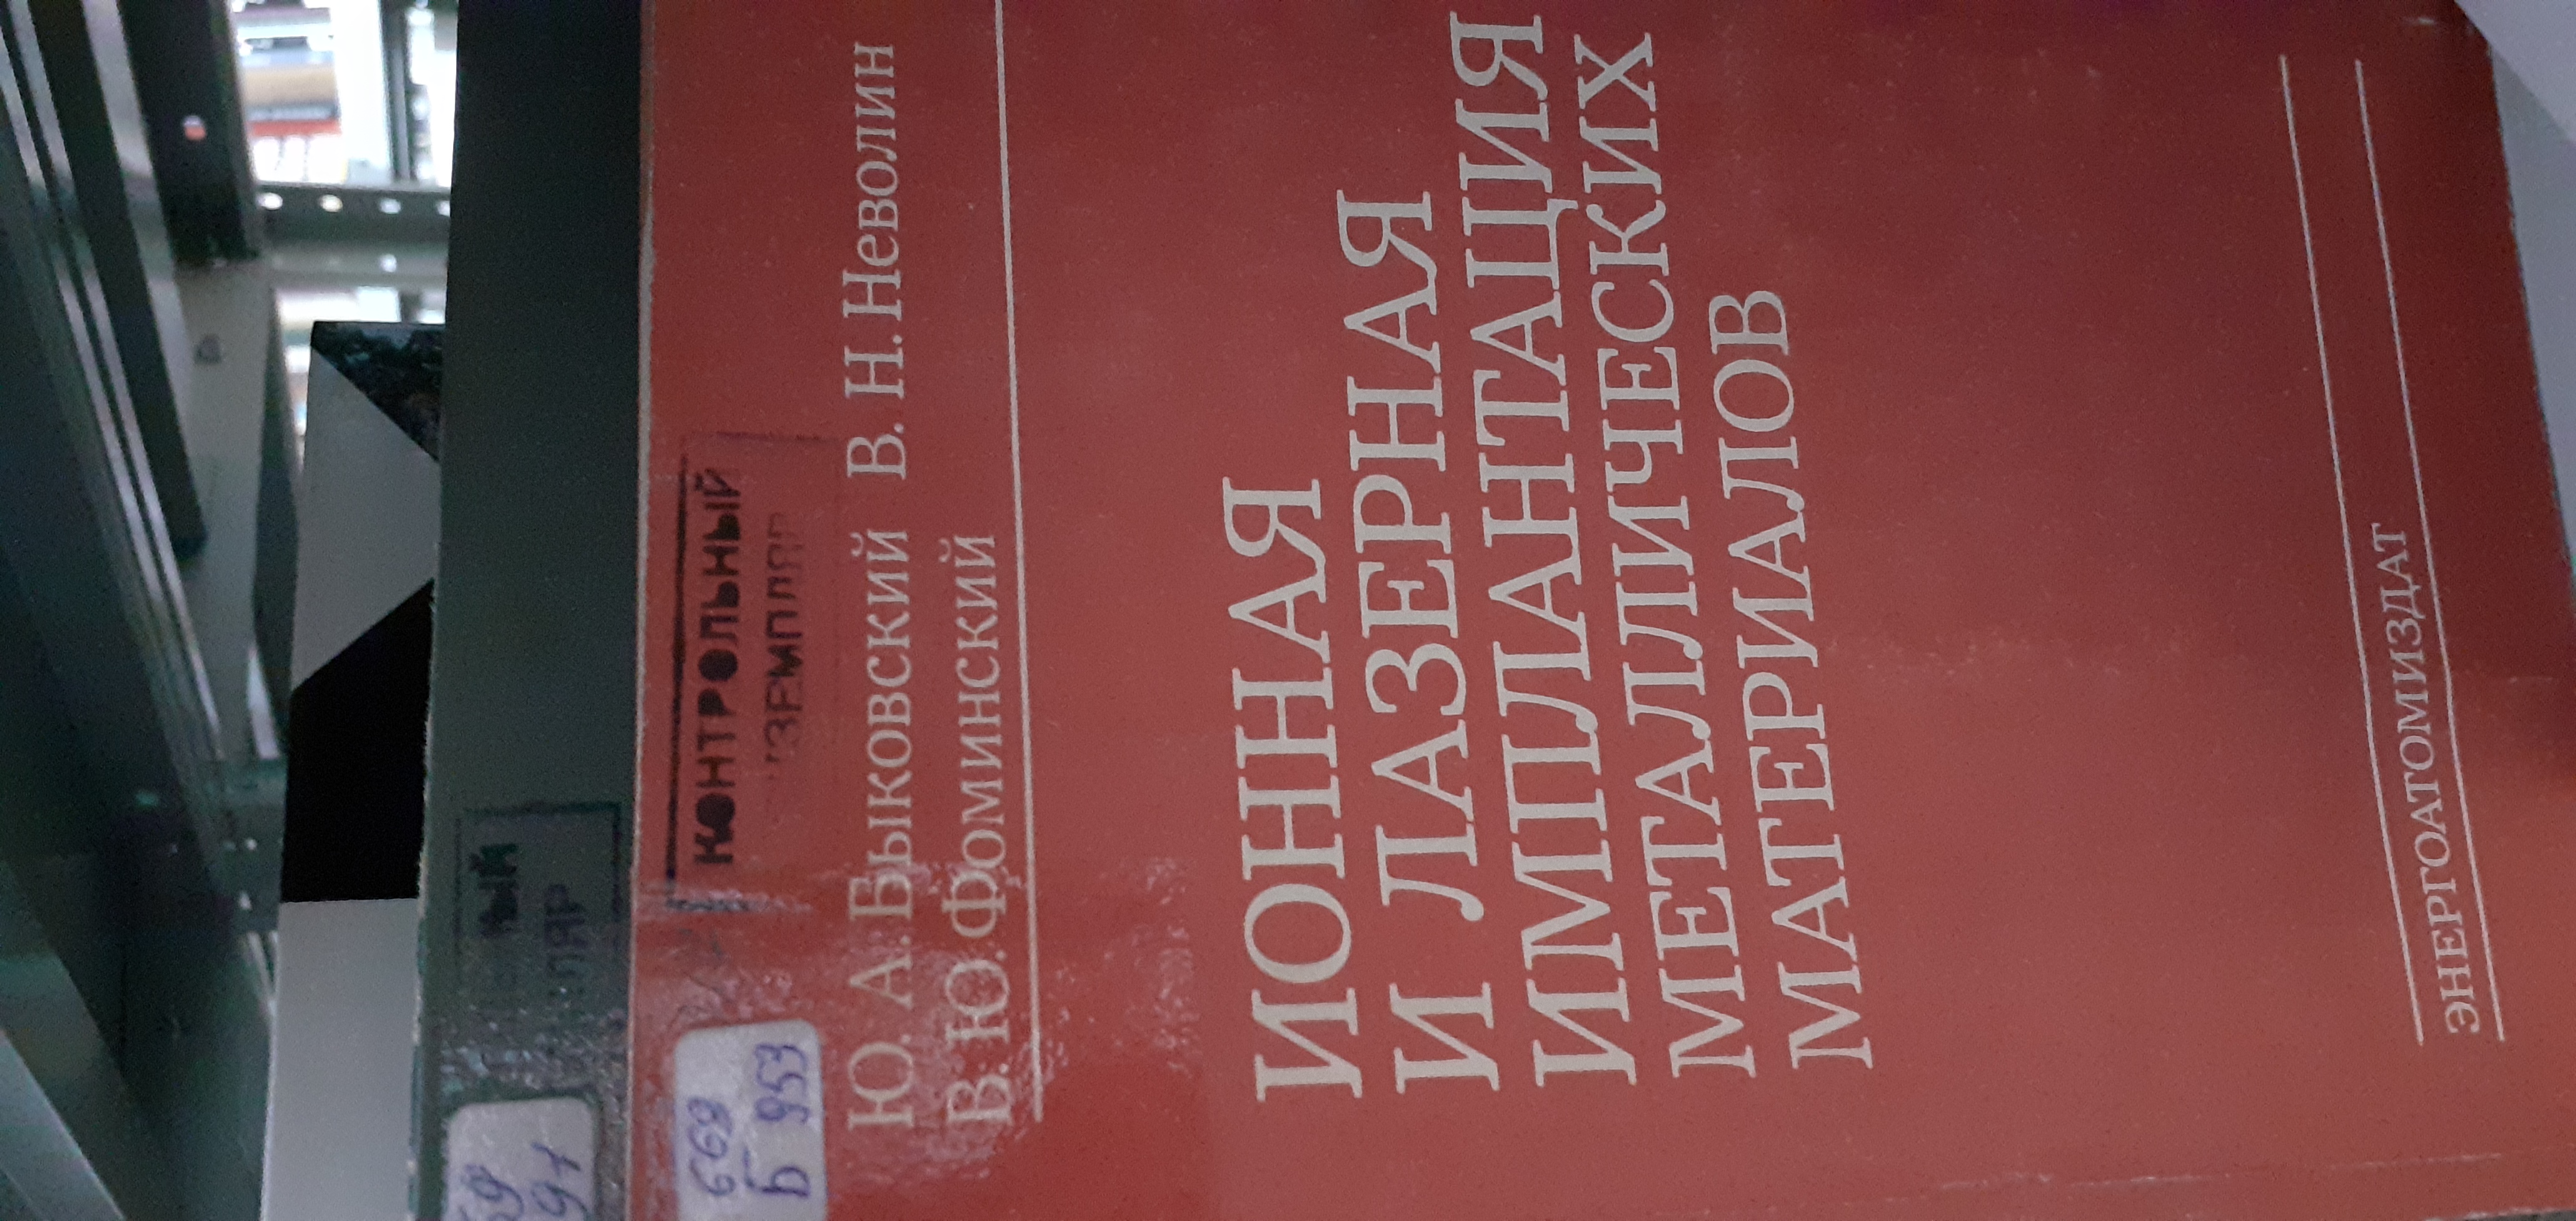 КОНТРОЛЬНЫЙ
669
Б 953
Ю. А. Быковский В. Н. Неволин
В. Ю. Фоминский
ИОННАЯ
И ЛАЗЕРНАЯ
ИМПЛАНТАЦИЯ
МЕТАЛЛИЧЕСКИХ
МАТЕРИАЛОВ
ЭНЕРГОАТОМИЗДАТ